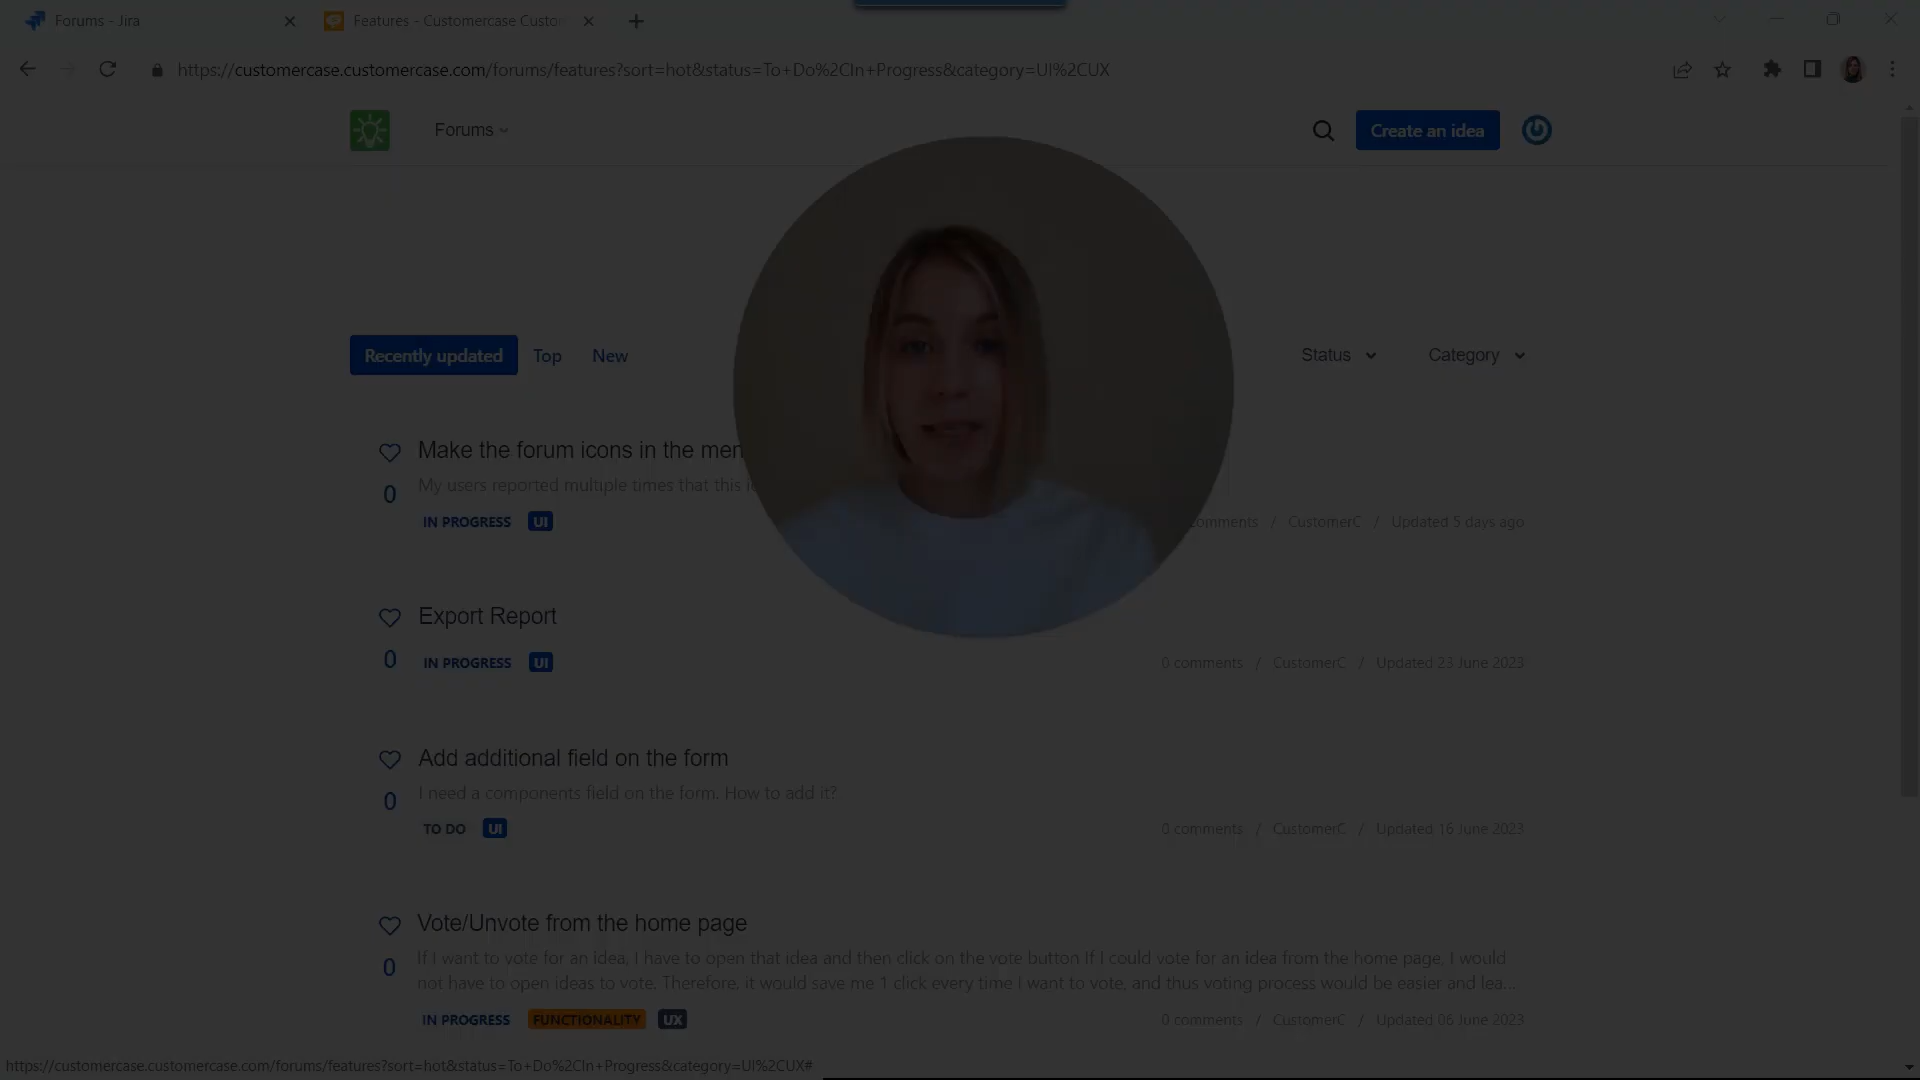 Forums - Jira
Features - Customercase Custo
https://customercase.customercase.com/forums/features?sort=hot&status=To+Do%2CIn+Progress&category=UI%2CUX
Forums
Create an idea
Recently updated Top New
Status Category
Make the forum icons in the men
0 My users reported multiple times that this
IN PROGRESS UI
comments / CustomerC / Updated 5 days ago
Export Report
0 IN PROGRESS UI
0 comments / CustomerC / Updated 23 June 2023
Add additional field on the form
0 I need a components field on the form. How to add it?
TO DO UI
0 comments / CustomerC / Updated 16 June 2023
Vote/Unvote from the home page
0 If I want to vote for an idea, I have to open that idea and then click on the vote button If I could vote for an idea from the home page, I would
not have to open ideas to vote. Therefore, it would save me 1 click every time I want to vote, and thus voting process would be easier and lea...
IN PROGRESS FUNCTIONALITY UX
0 comments / CustomerC / Updated 06 June 2023
https://customercase.customercase.com/forums/features?sort=hot&status=To+Do%2CIn+Progress&category=UI%2CUX#